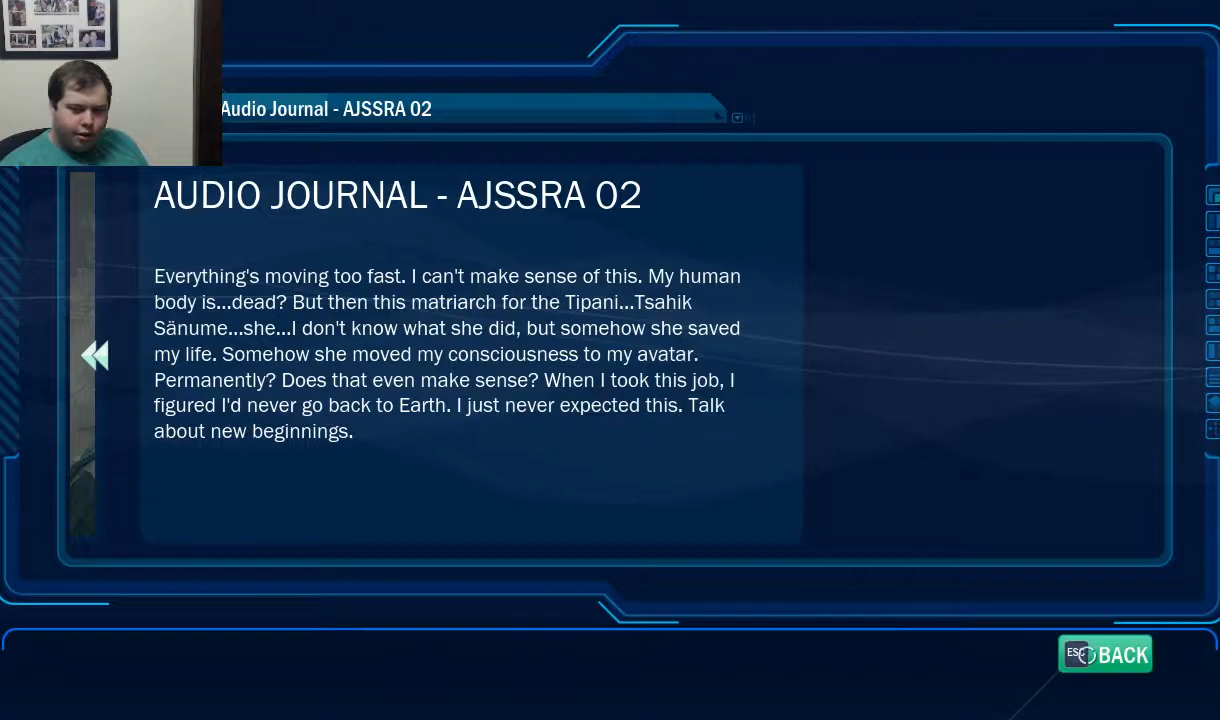 Audio Journal - AJSSRA 02
AUDIO JOURNAL - AJSSRA 02
Everything's moving too fast. I can't make sense of this. My human
body is...dead? But then this matriarch for the Tipani...Tsahik
Sänume...she...I don't know what she did, but somehow she saved
my life. Somehow she moved my consciousness to my avatar.
Permanently? Does that even make sense? When I took this job, I
figured I'd never go back to Earth. I just never expected this. Talk
about new beginnings.
ESC BACK